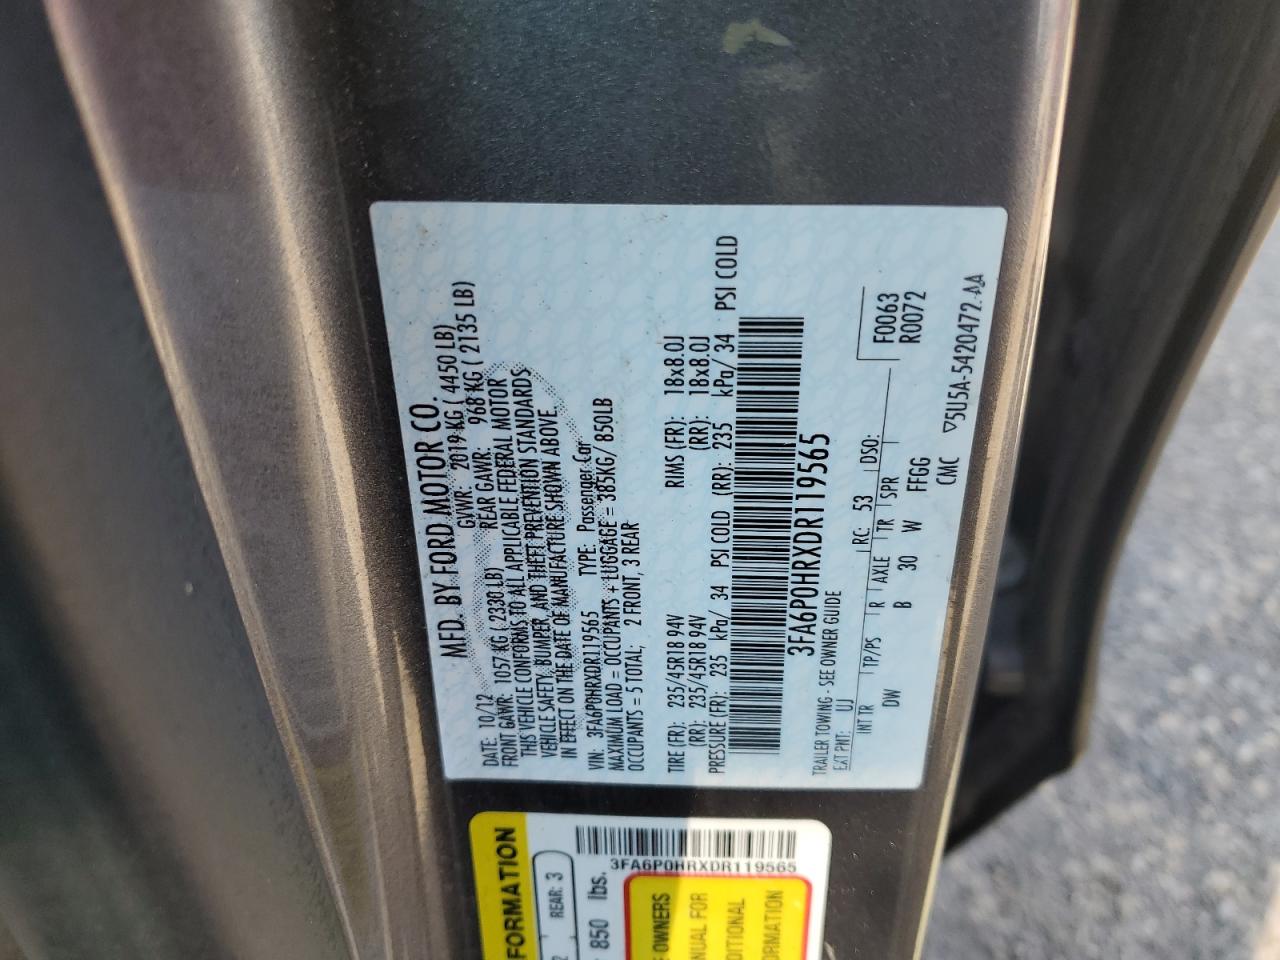 MFD. BY FORD MOTOR CO.
DATE: 10/12 GVWR: 2019 KG ( 4450 LB)
FRONT GAWR: 1057 KG ( 2330 LB) REAR GAWR: 968 KG ( 2135 LB)
THIS VEHICLE CONFORMS TO ALL APPLICABLE FEDERAL MOTOR
VEHICLE SAFETY, BUMPER, AND THEFT PREVENTION STANDARDS
IN EFFECT ON THE DATE OF MANUFACTURE SHOWN ABOVE.
VIN: 3FA6P0HRXDR119565 TYPE: Passenger Car
MAXIMUM LOAD = OCCUPANTS + LUGGAGE = 385KG/ 850LB
OCCUPANTS = 5 TOTAL; 2 FRONT, 3 REAR
TIRE (FR): 235/45R18 94V RIMS (FR): 18x8.0J
(RR): 235/45R18 94V (RR): 18x8.0J
PRESSURE (FR): 235 kPa/ 34 PSI COLD (RR): 235 kPa/ 34 PSI COLD
3FA6P0HRXDR119565
TRAILER TOWING - SEE OWNER GUIDE
EXT PNT: UJ RC: 53 DSO: F0063
R0072
INT TR TP/PS R AXLE TR SPR
DW B 30 W FFGG
CMC ▽5U5A-5420472-AA
FORMATION
REAR: 3
850 lbs.
3FA6P0HRXDR119565
OWNERS
NUAL FOR
DITIONAL
ORMATION